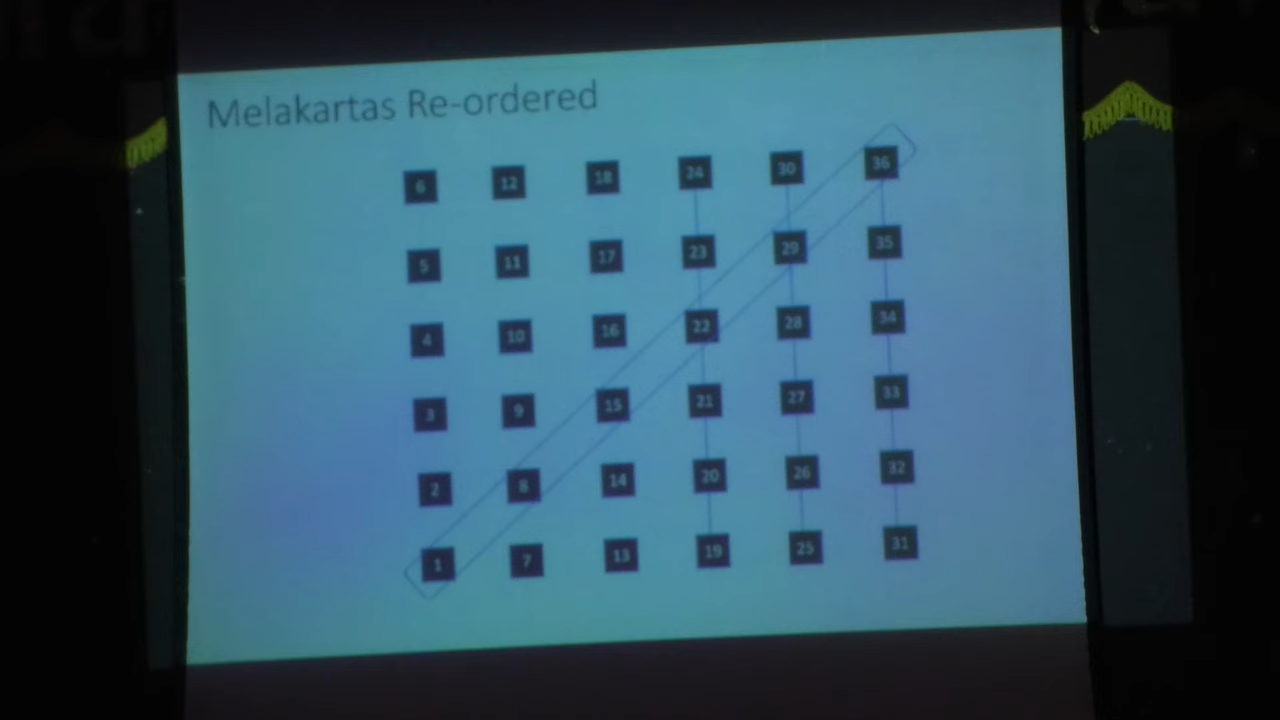 Melakartas Re-ordered
6 12 18 24 30 36
5 11 17 23 29 35
4 10 16 22 28 34
3 9 15 21 27 33
2 8 14 20 26 32
1 7 13 19 25 31